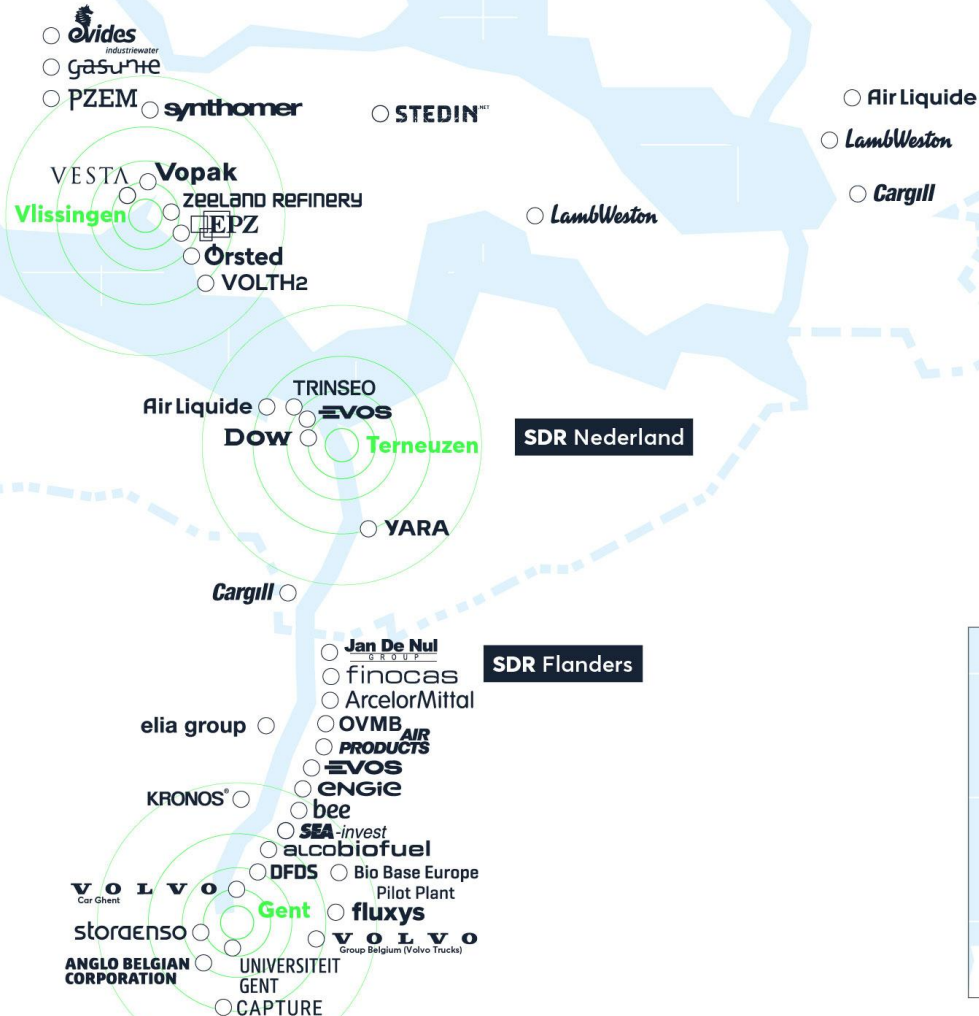 evides
industriewater
gasunie
PZEM
synthomer
STEDIN.NET
Air Liquide
LambWeston
Cargill
VESTA
Vopak
ZEELAND REFINERY
Vlissingen
EPZ
Ørsted
VOLTH2
LambWeston
TRINSEO
Air Liquide
EVOS
Dow
Terneuzen
SDR Nederland
YARA
Cargill
Jan De Nul
GROUP
SDR Flanders
finocas
ArcelorMittal
elia group
OVMB
AIR
PRODUCTS
EVOS
ENGIE
KRONOS®
bee
SEA-invest
alcobiofuel
DFDS
Bio Base Europe
Pilot Plant
VOLVO
Car Ghent
Gent
fluxys
storaenso
VOLVO
Group Belgium (Volvo Trucks)
ANGLO BELGIAN
CORPORATION
UNIVERSITEIT
GENT
CAPTURE